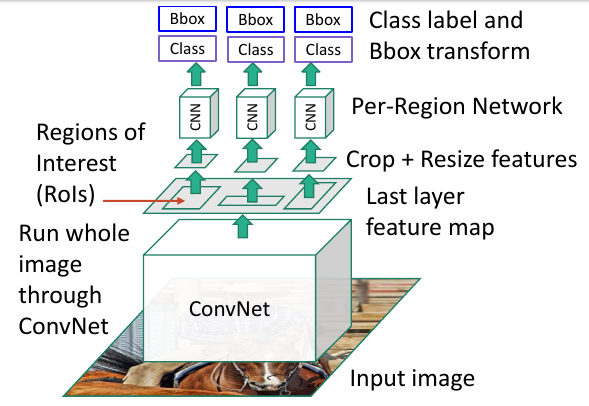 Bbox Bbox Bbox
Class Class Class
Class label and
Bbox transform
CNN CNN CNN
Per-Region Network
Regions of
Interest
(RoIs)
Crop + Resize features
Last layer
feature map
Run whole
image
through
ConvNet
ConvNet
Input image